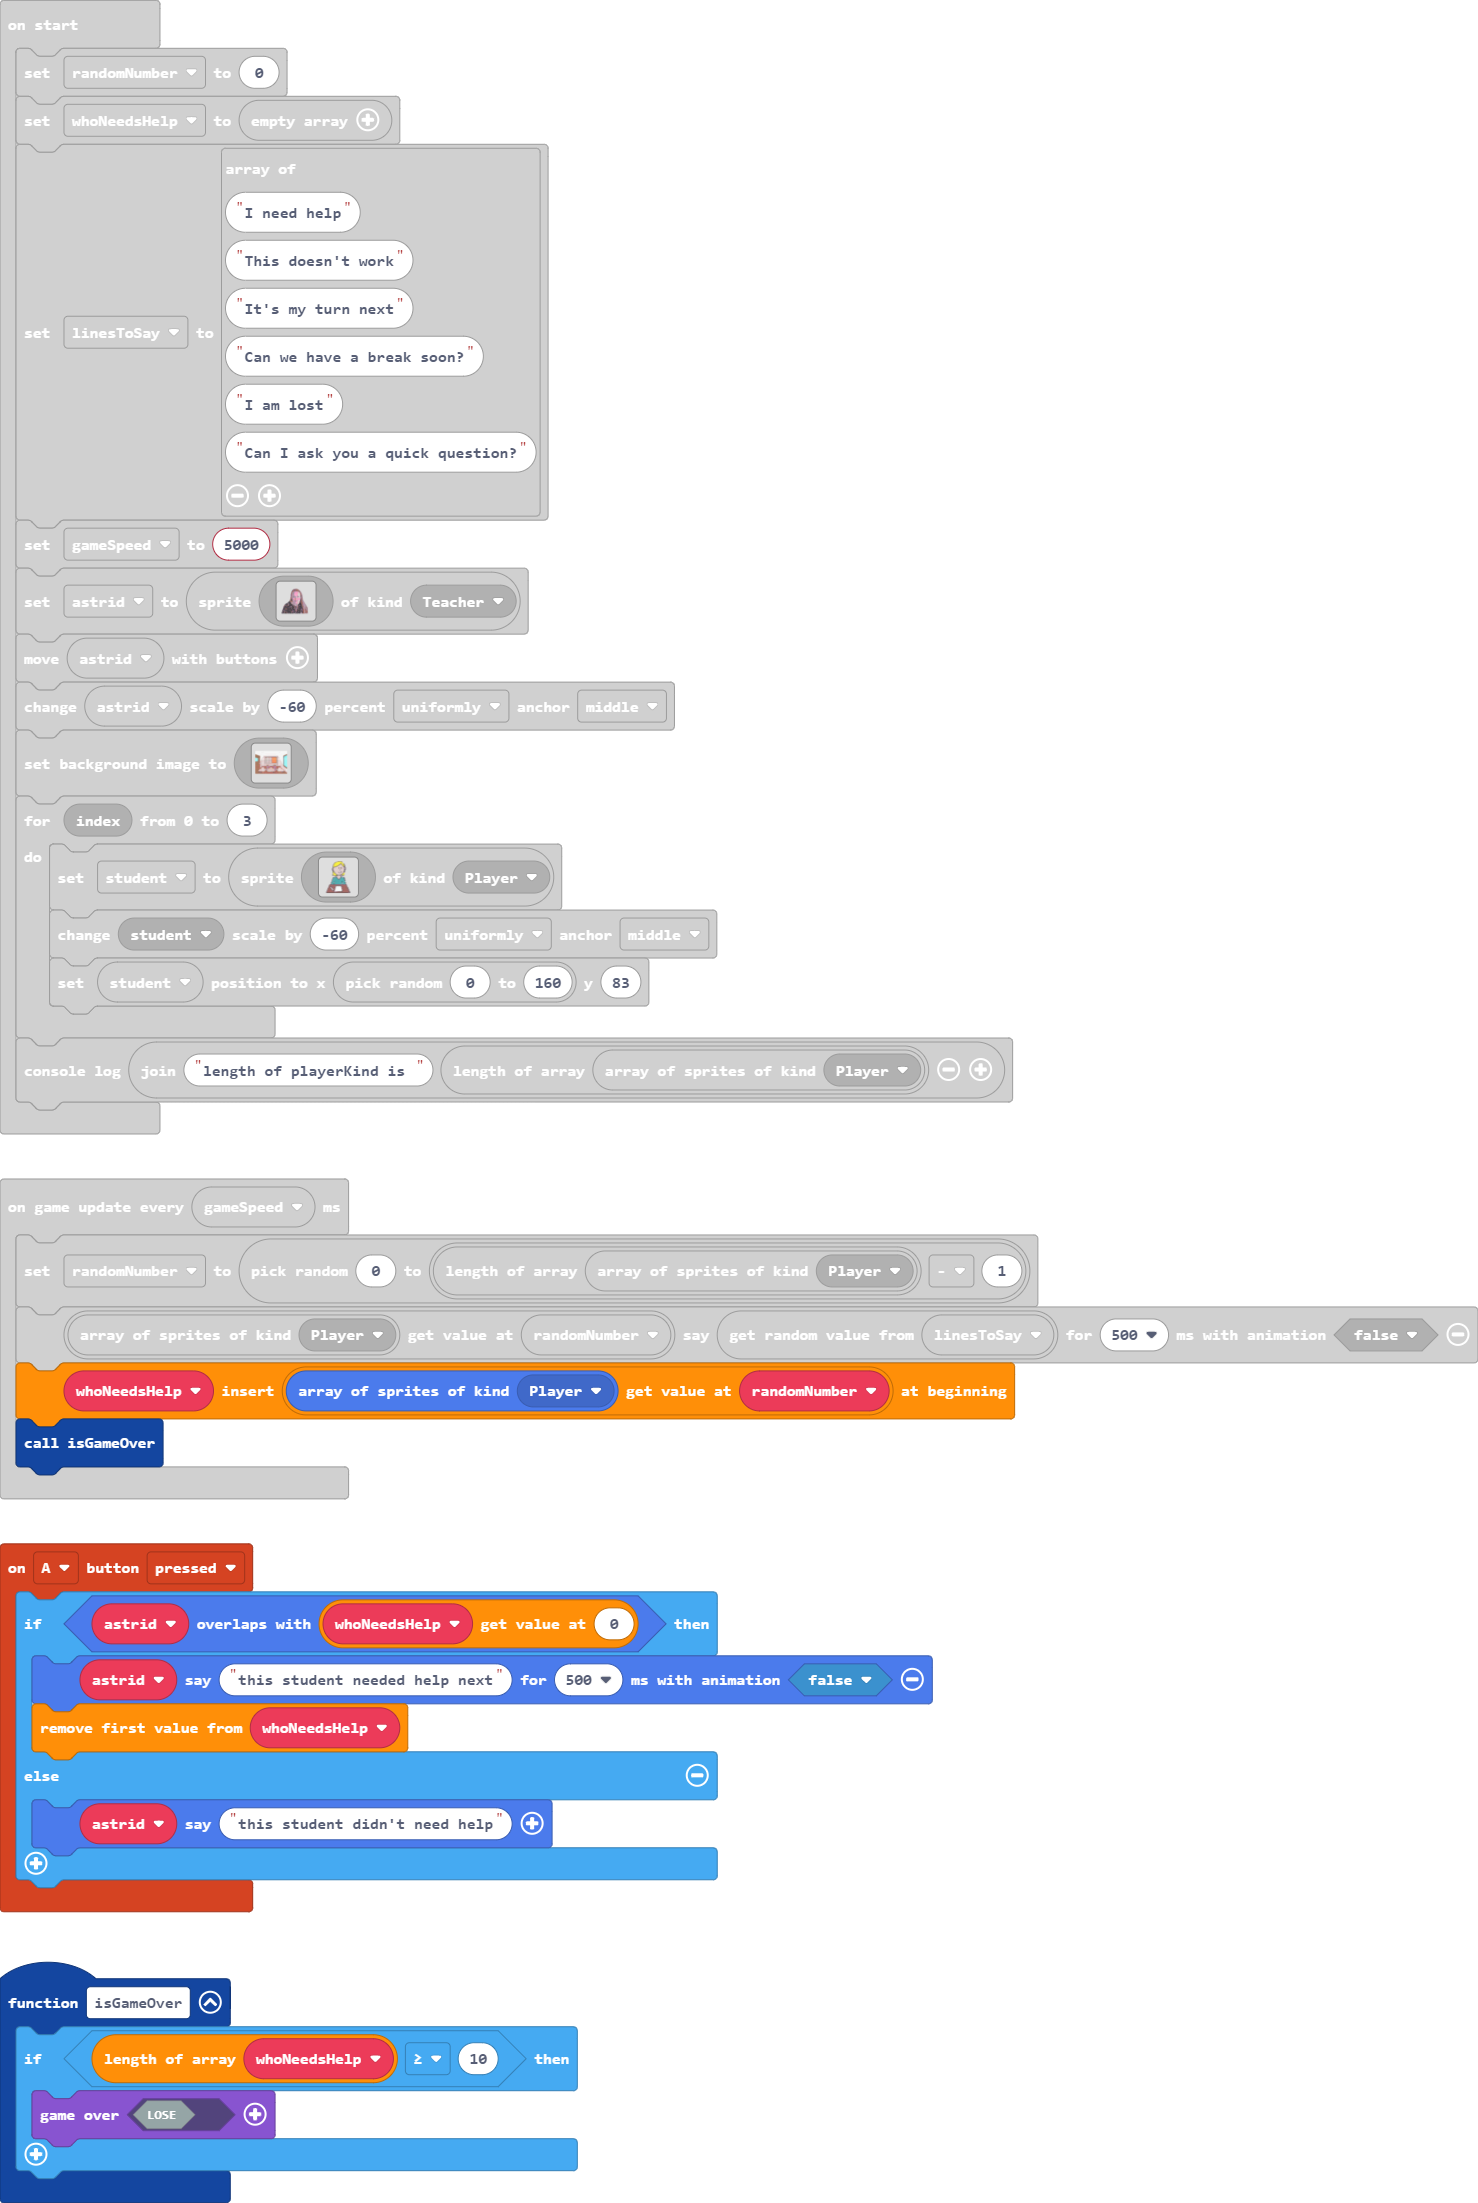 on start
set randomNumber to 0
set whoNeedsHelp to empty array
array of
"I need help"
"This doesn't work"
"It's my turn next"
set linesToSay to
"Can we have a break soon?"
"I am lost"
"Can I ask you a quick question?"
set gameSpeed to 5000
set astrid to sprite of kind Teacher
move astrid with buttons
change astrid scale by -60 percent uniformly anchor middle
set background image to
for index from 0 to 3
do
set student to sprite of kind Player
change student scale by -60 percent uniformly anchor middle
set student position to x pick random 0 to 160 y 83
console log join "length of playerKind is " length of array array of sprites of kind Player
on game update every gameSpeed ms
set randomNumber to pick random 0 to length of array array of sprites of kind Player - 1
array of sprites of kind Player get value at randomNumber say get random value from linesToSay for 500 ms with animation false
whoNeedsHelp insert array of sprites of kind Player get value at randomNumber at beginning
call isGameOver
on A button pressed
if astrid overlaps with whoNeedsHelp get value at 0 then
astrid say "this student needed help next" for 500 ms with animation false
remove first value from whoNeedsHelp
else
astrid say "this student didn't need help"
function isGameOver
if length of array whoNeedsHelp ≥ 10 then
game over LOSE